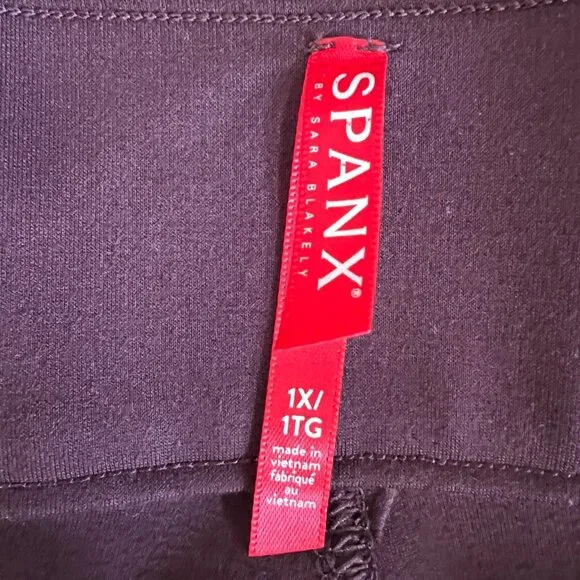 SPANX®
BY SARA BLAKELY
1X/
1TG
made in
vietnam
fabriqué
au
vietnam